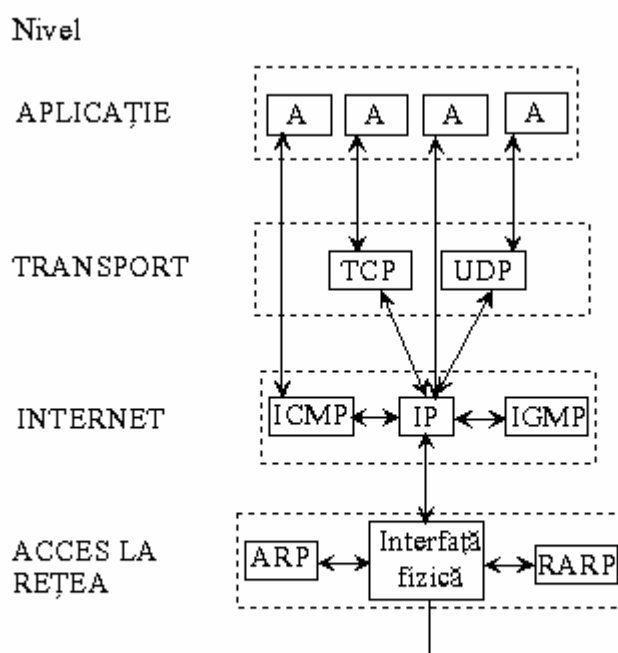 Nivel
APLICAȚIE
A A A A
TRANSPORT
TCP UDP
INTERNET
ICMP IP IGMP
ACCES LA
REȚEA
ARP
Interfață
fizică
RARP